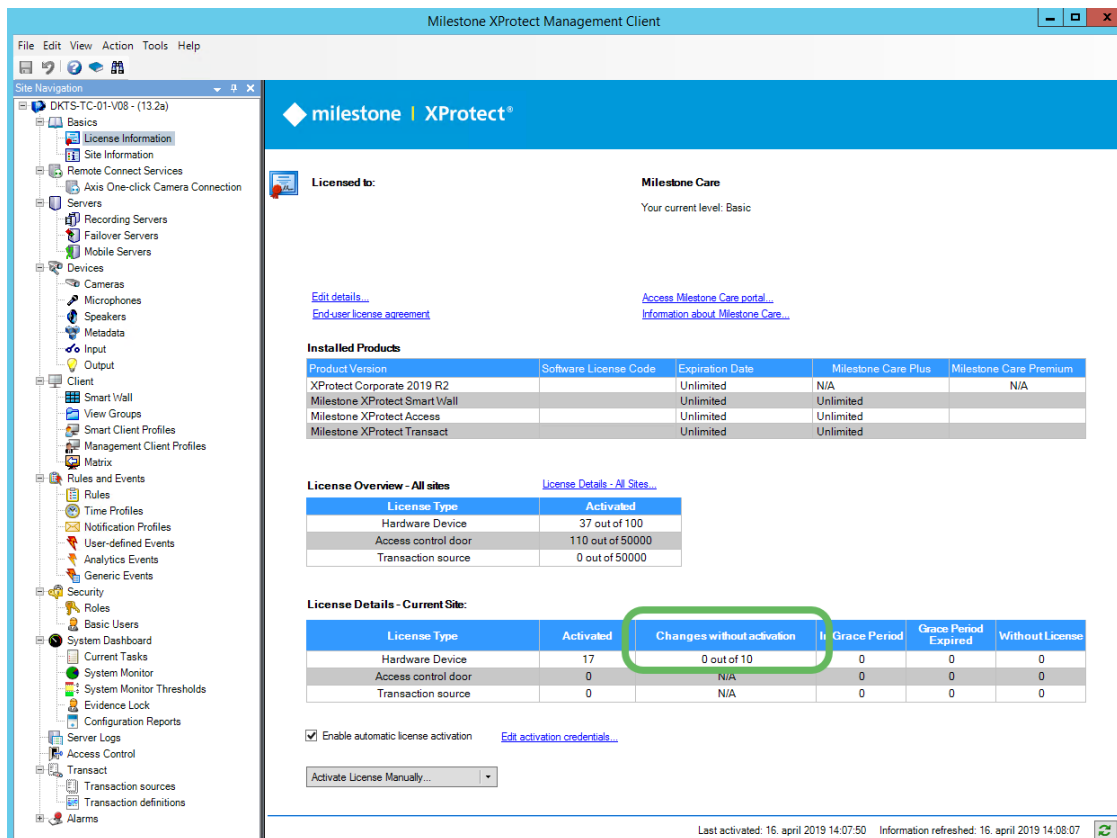 Milestone XProtect Management Client
File Edit View Action Tools Help
Site Navigation
DKTS-TC-01-V08 - (13.2a)
Basics
License Information
Site Information
Remote Connect Services
Axis One-click Camera Connection
Servers
Recording Servers
Failover Servers
Mobile Servers
Devices
Cameras
Microphones
Speakers
Metadata
Input
Output
Client
Smart Wall
View Groups
Smart Client Profiles
Management Client Profiles
Matrix
Rules and Events
Rules
Time Profiles
Notification Profiles
User-defined Events
Analytics Events
Generic Events
Security
Roles
Basic Users
System Dashboard
Current Tasks
System Monitor
System Monitor Thresholds
Evidence Lock
Configuration Reports
Server Logs
Access Control
Transact
Transaction sources
Transaction definitions
Alarms
milestone | XProtect®
Licensed to: Milestone Care
Your current level: Basic
Edit details... Access Milestone Care portal...
End-user license agreement Information about Milestone Care...
Installed Products
Product Version Software License Code Expiration Date Milestone Care Plus Milestone Care Premium
XProtect Corporate 2019 R2 Unlimited N/A N/A
Milestone XProtect Smart Wall Unlimited Unlimited
Milestone XProtect Access Unlimited Unlimited
Milestone XProtect Transact Unlimited Unlimited
License Overview - All sites License Details - All Sites...
License Type Activated
Hardware Device 37 out of 100
Access control door 110 out of 50000
Transaction source 0 out of 50000
License Details - Current Site:
License Type Activated Changes without activation In Grace Period Grace Period Expired Without License
Hardware Device 17 0 out of 10 0 0 0
Access control door 0 N/A 0 0 0
Transaction source 0 N/A 0 0 0
Enable automatic license activation Edit activation credentials...
Activate License Manually...
Last activated: 16. april 2019 14:07:50 Information refreshed: 16. april 2019 14:08:07